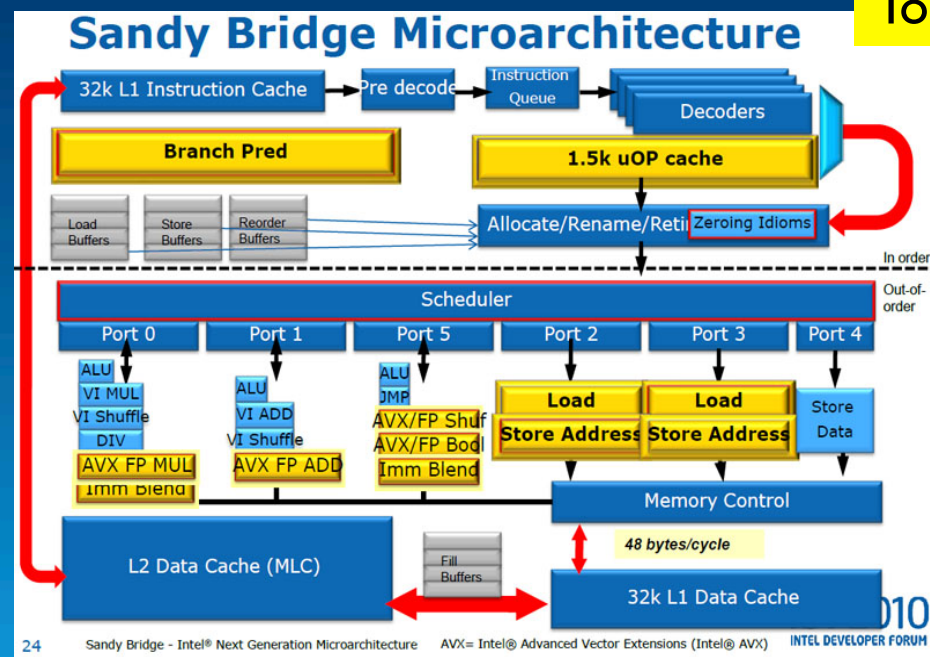 18
Sandy Bridge Microarchitecture
32k L1 Instruction Cache
Pre decode
Instruction
Queue
Decoders
Branch Pred
1.5k uOP cache
Load
Buffers
Store
Buffers
Reorder
Buffers
Allocate/Rename/Reti
Zeroing Idioms
In order
Out-of-
order
Scheduler
Port 0
Port 1
Port 5
Port 2
Port 3
Port 4
ALU
VI MUL
VI Shuffle
DIV
AVX FP MUL
Imm Blend
ALU
VI ADD
VI Shuffle
AVX FP ADD
ALU
JMP
AVX/FP Shuf
AVX/FP Bool
Imm Blend
Load
Store Address
Load
Store Address
Store
Data
Memory Control
48 bytes/cycle
L2 Data Cache (MLC)
Fill
Buffers
32k L1 Data Cache
010
INTEL DEVELOPER FORUM
24
Sandy Bridge - Intel® Next Generation Microarchitecture
AVX= Intel® Advanced Vector Extensions (Intel® AVX)